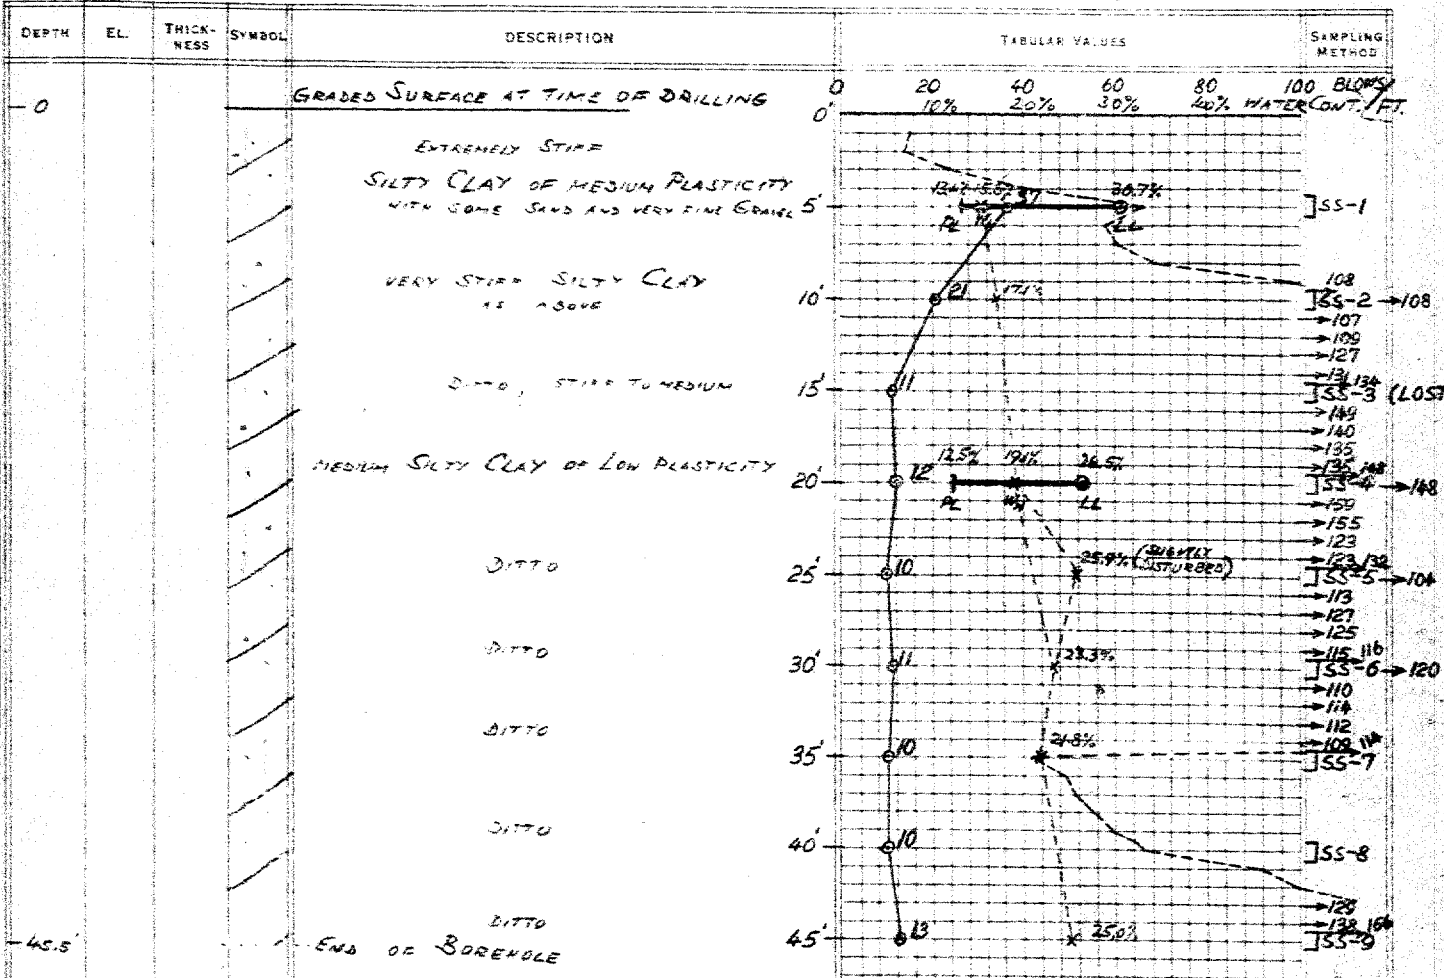 DEPTH EL. THICK-NESS SYMBOL DESCRIPTION TABULAR VALUES SAMPLING METHOD
0 20 40 60 80 100 BLOWS/FT.
10% 20% 30% 40% WATER CONT.
0 GRADED SURFACE AT TIME OF DRILLING 0'
EXTREMELY STIFF
SILTY CLAY OF MEDIUM PLASTICITY
WITH SOME SAND AND VERY FINE GRAVEL 5'
37 30.7%
PL LL
SS-1
VERY STIFF SILTY CLAY
AS ABOVE
108
10' 21 17.1% SS-2 108
107
109
127
DITTO, STIFF TO MEDIUM
131 134
15' 11 SS-3 (LOST
149
140
135
MEDIUM SILTY CLAY OF LOW PLASTICITY
12.5% 19.1% 26.5%
135 148
20' 12 SS-4 148
PL LL
159
155
123
DITTO
123 132
25' 10 25.9% (SLIGHTLY DISTURBED) SS-5 104
113
127
125
DITTO
115 116
30' 11 23.3% SS-6 120
110
114
112
DITTO
109 114
35' 10 21.8% SS-7
DITTO
40' 10 SS-8
129
138
DITTO
45.5' END OF BOREHOLE 45' 13 25.0% SS-9